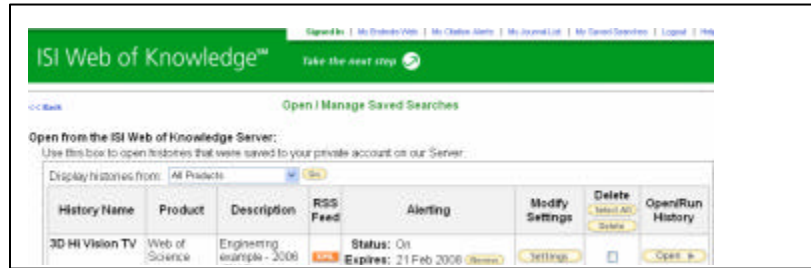 Signed In | My Endnote Web | My Citation Alerts | My Journal List | My Saved Searches | Logout | Help
ISI Web of Knowledge℠ Take the next step
<< Back Open / Manage Saved Searches
Open from the ISI Web of Knowledge Server:
Use this box to open histories that were saved to your private account on our Server.
Display histories from: All Products Go
History Name Product Description RSS Feed Alerting Modify Settings Delete Select All Delete Open/Run History
3D Hi Vision TV Web of Science Enginerring example - 2006 XML Status: On Expires: 21 Feb 2008 Renew Settings Open